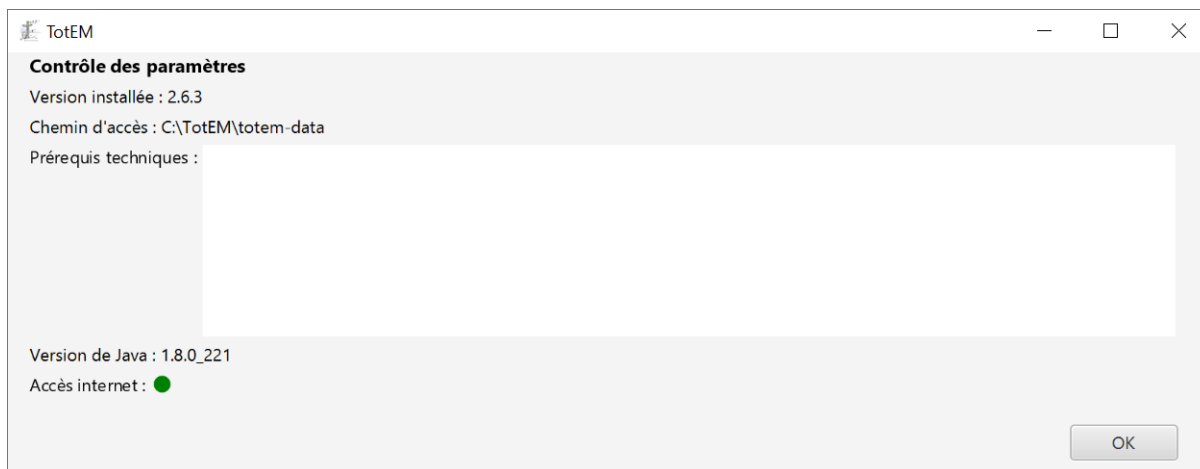 TotEM
Contrôle des paramètres
Version installée : 2.6.3
Chemin d'accès : C:\TotEM\totem-data
Prérequis techniques :
Version de Java : 1.8.0_221
Accès internet :
OK